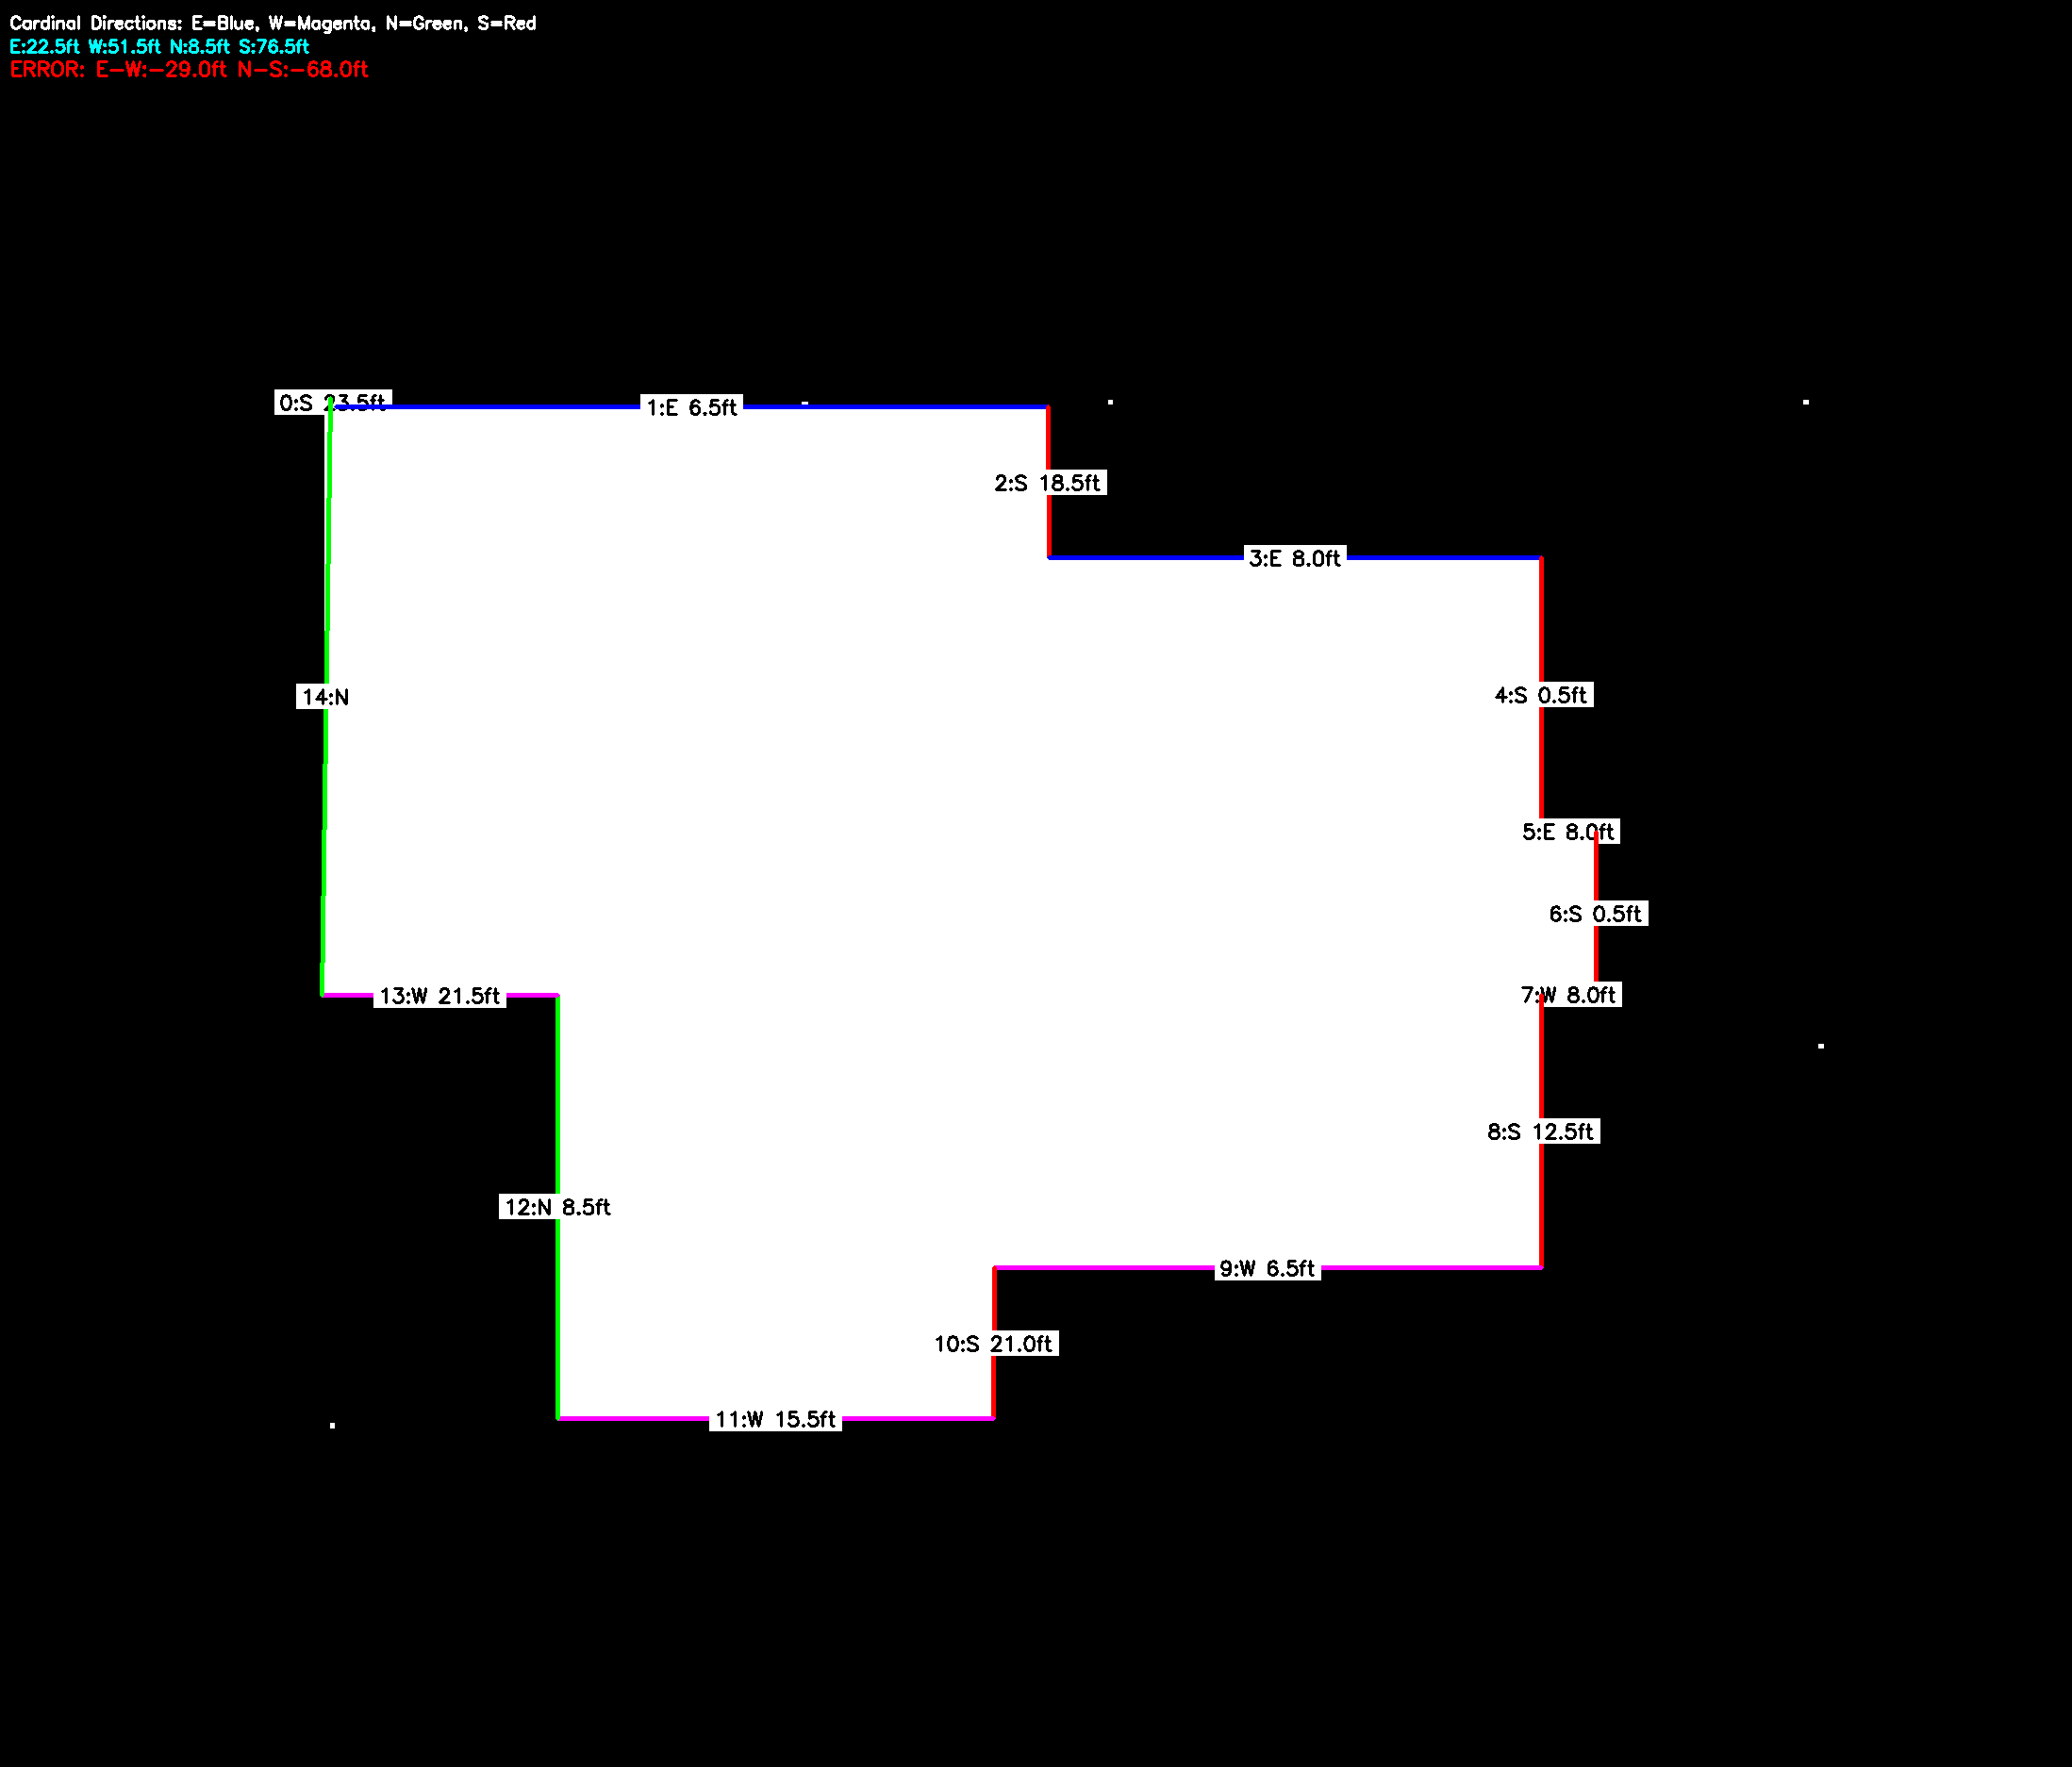 Cardinal Directions: E=Blue, W=Magenta, N=Green, S=Red
E:22.5ft W:51.5ft N:8.5ft S:76.5ft
ERROR: E-W:-29.0ft N-S:-68.0ft
0:S 23.5ft
1:E 6.5ft
2:S 18.5ft
3:E 8.0ft
4:S 0.5ft
14:N
5:E 8.0ft
6:S 0.5ft
7:W 8.0ft
13:W 21.5ft
8:S 12.5ft
12:N 8.5ft
9:W 6.5ft
10:S 21.0ft
11:W 15.5ft